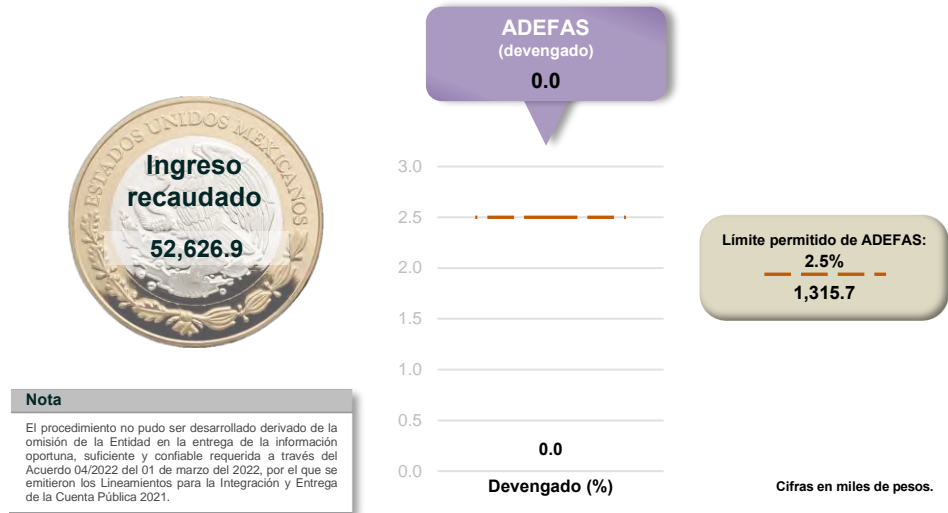 ADEFAS
(devengado)
0.0
ESTADOS UNIDOS MEXICANOS
Ingreso
recaudado
52,626.9
3.0
2.5
2.0
1.5
1.0
0.5
0.0
0.0
Devengado (%)
Límite permitido de ADEFAS:
2.5%
1,315.7
Nota
El procedimiento no pudo ser desarrollado derivado de la
omisión de la Entidad en la entrega de la información
oportuna, suficiente y confiable requerida a través del
Acuerdo 04/2022 del 01 de marzo del 2022, por el que se
emitieron los Lineamientos para la Integración y Entrega
de la Cuenta Pública 2021.
Cifras en miles de pesos.